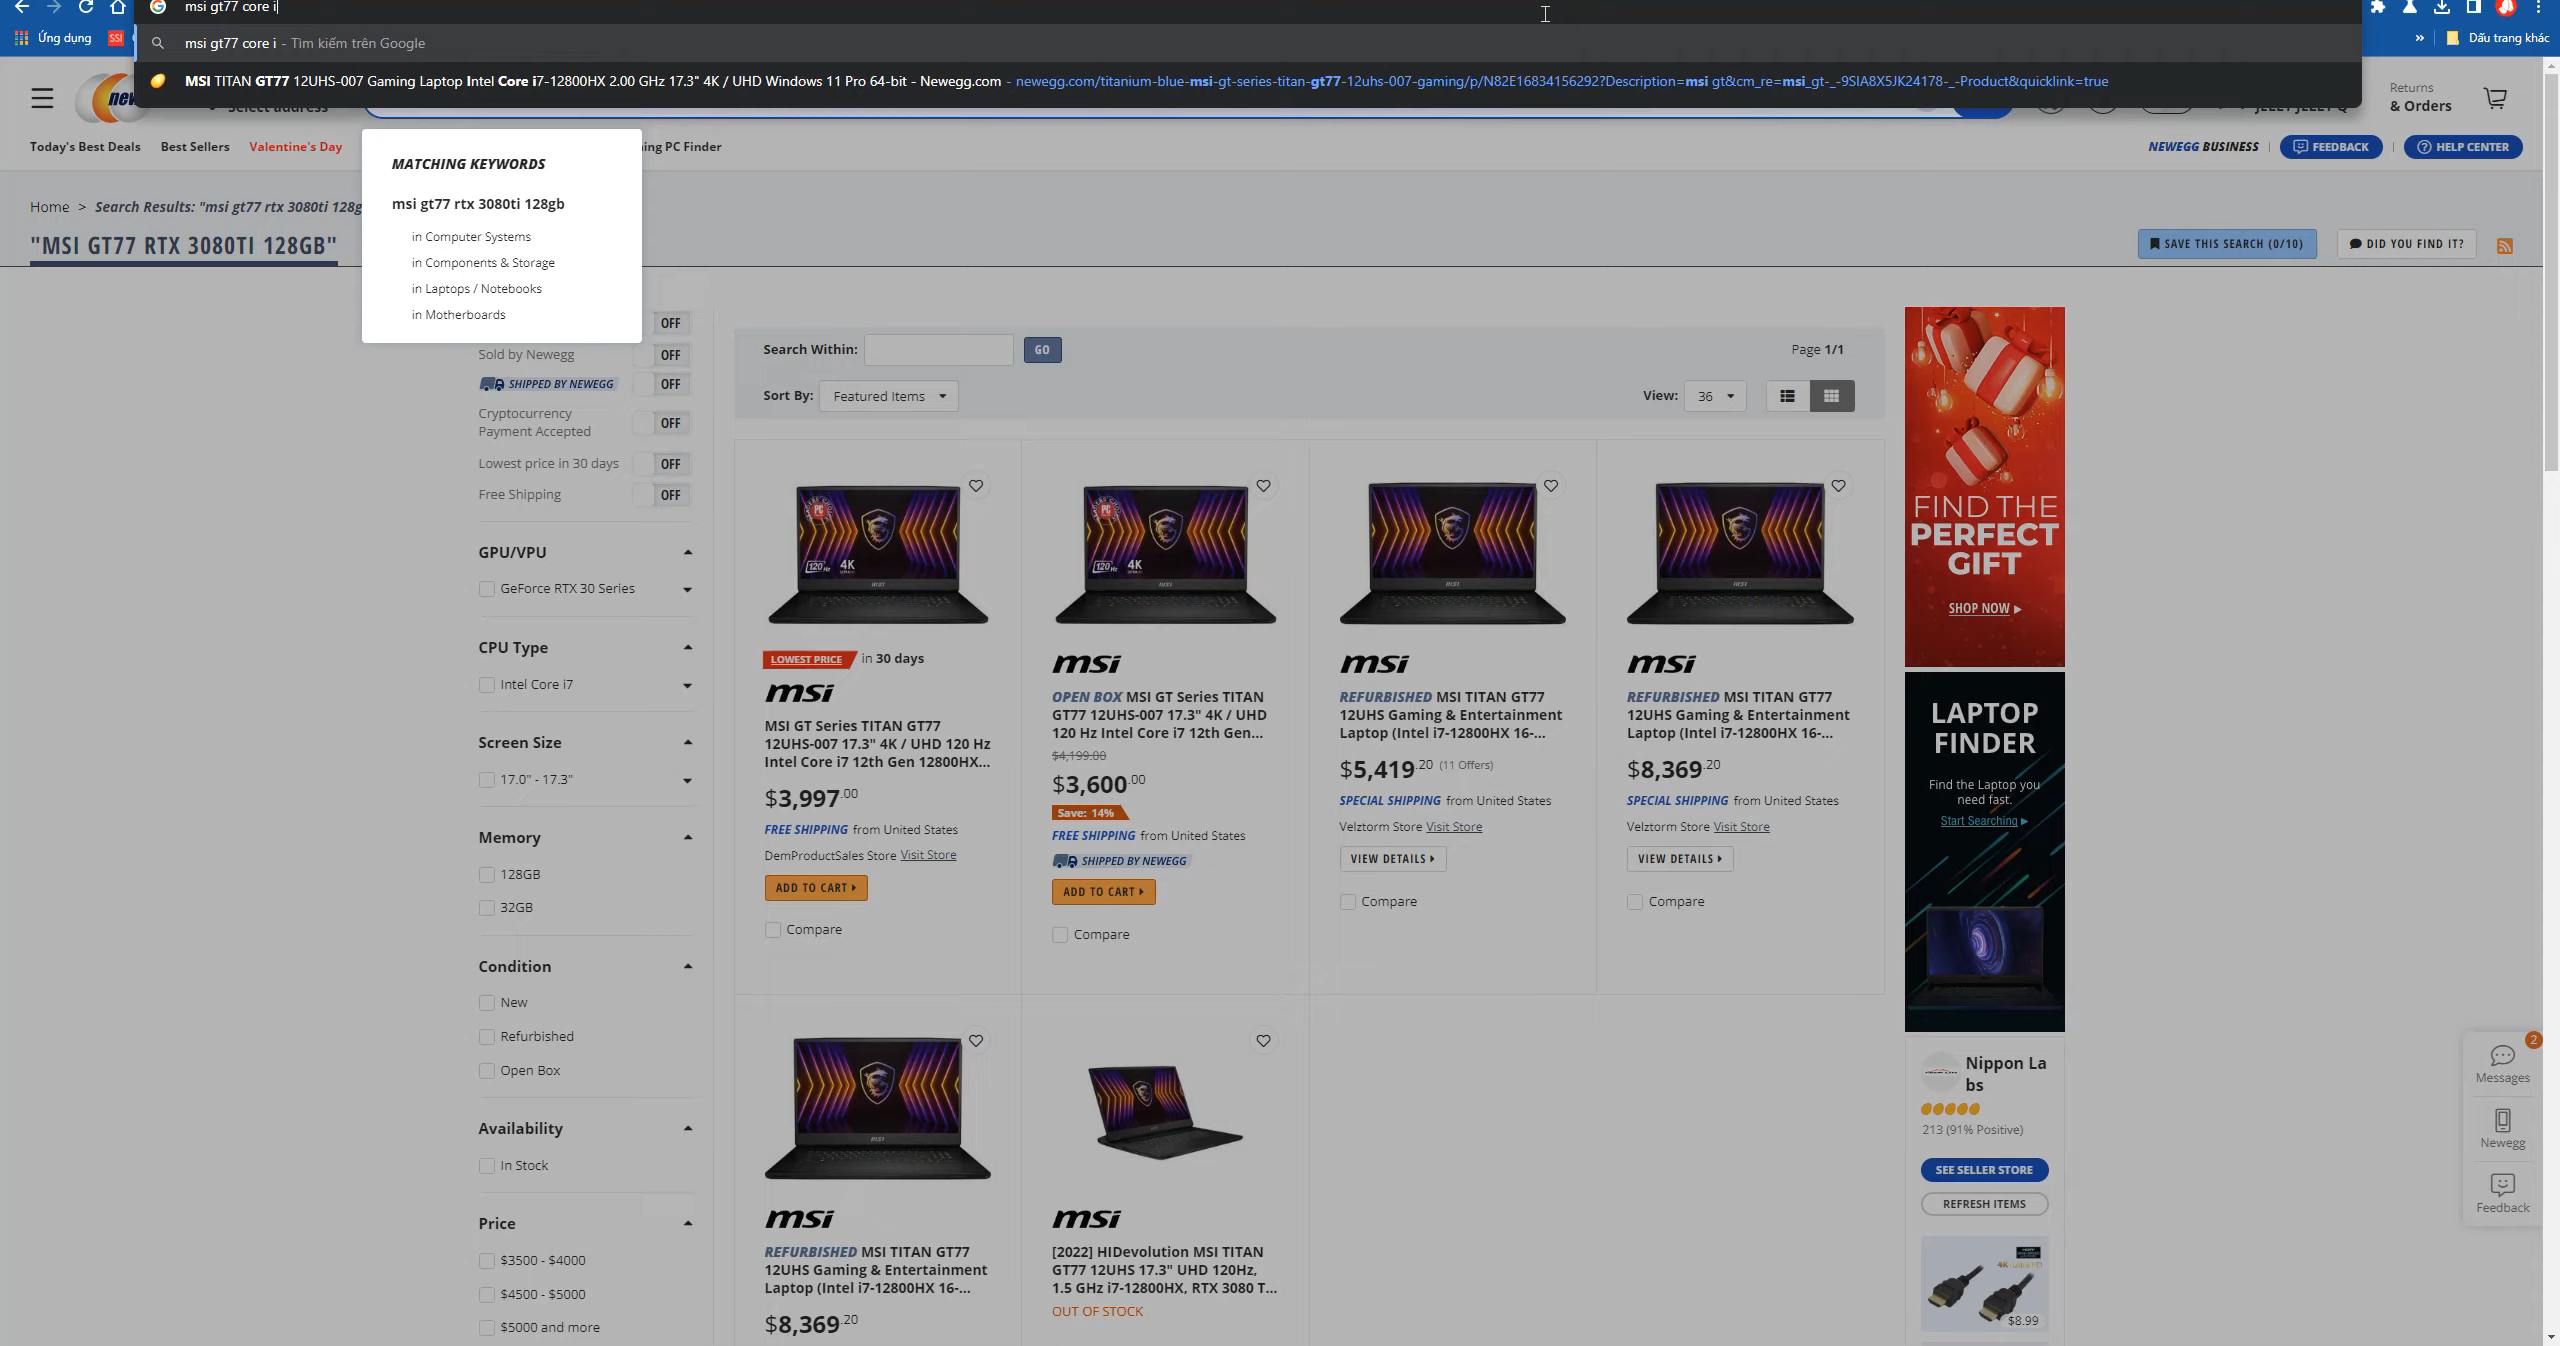 msi gt77 core i
msi gt77 core i - Tìm kiếm trên Google
MSI TITAN GT77 12UHS-007 Gaming Laptop Intel Core i7-12800HX 2.00 GHz 17.3" 4K / UHD Windows 11 Pro 64-bit - Newegg.com - newegg.com/titanium-blue-msi-gt-series-titan-gt77-12uhs-007-gaming/p/N82E16834156292?Description=msi gt&cm_re=msi_gt-_-9SIA8X5JK24178-_-Product&quicklink=true
Ứng dụng
SSI
Dấu trang khác
Select address
Returns
& Orders
Today's Best Deals
Best Sellers
Valentine's Day
ing PC Finder
NEWEGG BUSINESS
FEEDBACK
HELP CENTER
MATCHING KEYWORDS
msi gt77 rtx 3080ti 128gb
in Computer Systems
in Components & Storage
in Laptops / Notebooks
in Motherboards
Home > Search Results: "msi gt77 rtx 3080ti 128g
"MSI GT77 RTX 3080TI 128GB"
SAVE THIS SEARCH (0/10)
DID YOU FIND IT?
OFF
Sold by Newegg OFF
SHIPPED BY NEWEGG OFF
Cryptocurrency
Payment Accepted OFF
Lowest price in 30 days OFF
Free Shipping OFF
GPU/VPU
GeForce RTX 30 Series
CPU Type
Intel Core i7
Screen Size
17.0" - 17.3"
Memory
128GB
32GB
Condition
New
Refurbished
Open Box
Availability
In Stock
Price
$3500 - $4000
$4500 - $5000
$5000 and more
Search Within: GO
Page 1/1
Sort By: Featured Items
View: 36
PC
120Hz 4K
LOWEST PRICE in 30 days
msi
MSI GT Series TITAN GT77
12UHS-007 17.3" 4K / UHD 120 Hz
Intel Core i7 12th Gen 12800HX...
$3,997.00
FREE SHIPPING from United States
DemProductSales Store Visit Store
ADD TO CART
Compare
PC
120Hz 4K
msi
OPEN BOX MSI GT Series TITAN
GT77 12UHS-007 17.3" 4K / UHD
120 Hz Intel Core i7 12th Gen...
$4,199.00
$3,600.00
Save: 14%
FREE SHIPPING from United States
SHIPPED BY NEWEGG
ADD TO CART
Compare
msi
REFURBISHED MSI TITAN GT77
12UHS Gaming & Entertainment
Laptop (Intel i7-12800HX 16-...
$5,419.20 (11 Offers)
SPECIAL SHIPPING from United States
Velztorm Store Visit Store
VIEW DETAILS
Compare
msi
REFURBISHED MSI TITAN GT77
12UHS Gaming & Entertainment
Laptop (Intel i7-12800HX 16-...
$8,369.20
SPECIAL SHIPPING from United States
Velztorm Store Visit Store
VIEW DETAILS
Compare
msi
REFURBISHED MSI TITAN GT77
12UHS Gaming & Entertainment
Laptop (Intel i7-12800HX 16-...
$8,369.20
msi
[2022] HIDevolution MSI TITAN
GT77 12UHS 17.3" UHD 120Hz,
1.5 GHz i7-12800HX, RTX 3080 T...
OUT OF STOCK
FIND THE
PERFECT
GIFT
SHOP NOW
LAPTOP
FINDER
Find the Laptop you
need fast.
Start Searching
Nippon La
bs
213 (91% Positive)
SEE SELLER STORE
REFRESH ITEMS
$8.99
2
Messages
Newegg
Feedback